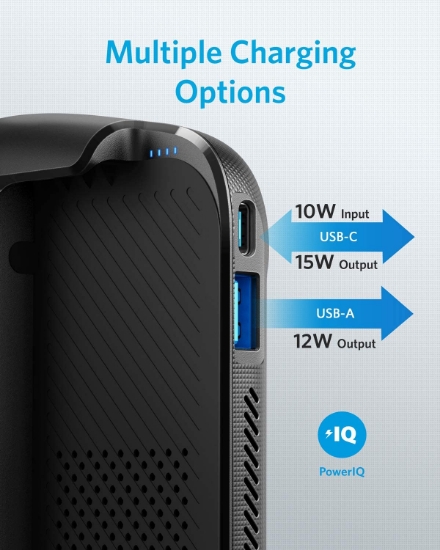 Multiple Charging
Options
10W Input
USB-C
15W Output
USB-A
12W Output
IQ
PowerIQ